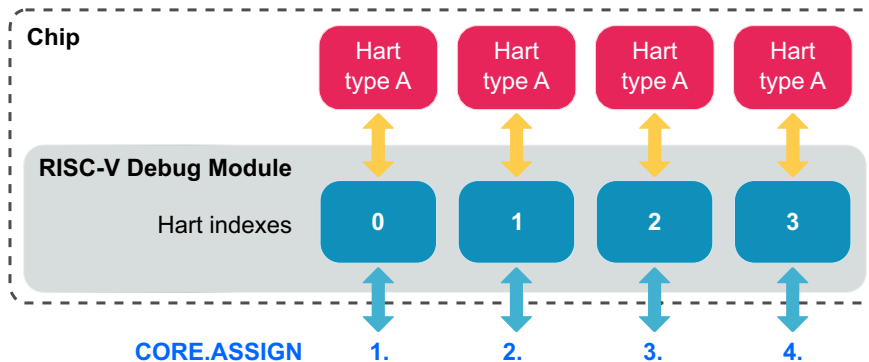 Chip
Hart type A
Hart type A
Hart type A
Hart type A
RISC-V Debug Module
Hart indexes 0 1 2 3
CORE.ASSIGN 1. 2. 3. 4.